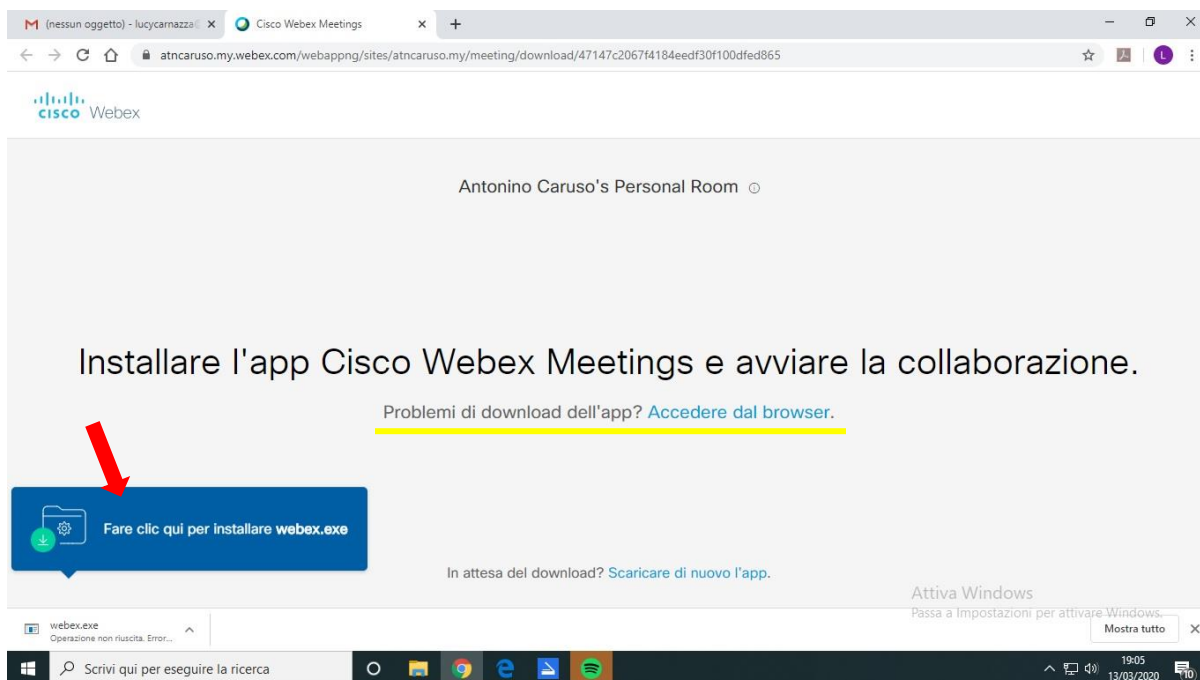 (nessun oggetto) - lucycarnazza
Cisco Webex Meetings
atncaruso.my.webex.com/webappng/sites/atncaruso.my/meeting/download/47147c2067f4184eedf30f100dfed865
L
CISCO Webex
Antonino Caruso's Personal Room
Installare l'app Cisco Webex Meetings e avviare la collaborazione.
Problemi di download dell'app? Accedere dal browser.
Fare clic qui per installare webex.exe
In attesa del download? Scaricare di nuovo l'app.
Attiva Windows
Passa a Impostazioni per attivare Windows.
webex.exe
Operazione non riuscita. Error...
Mostra tutto
Scrivi qui per eseguire la ricerca
19:05
13/03/2020
10